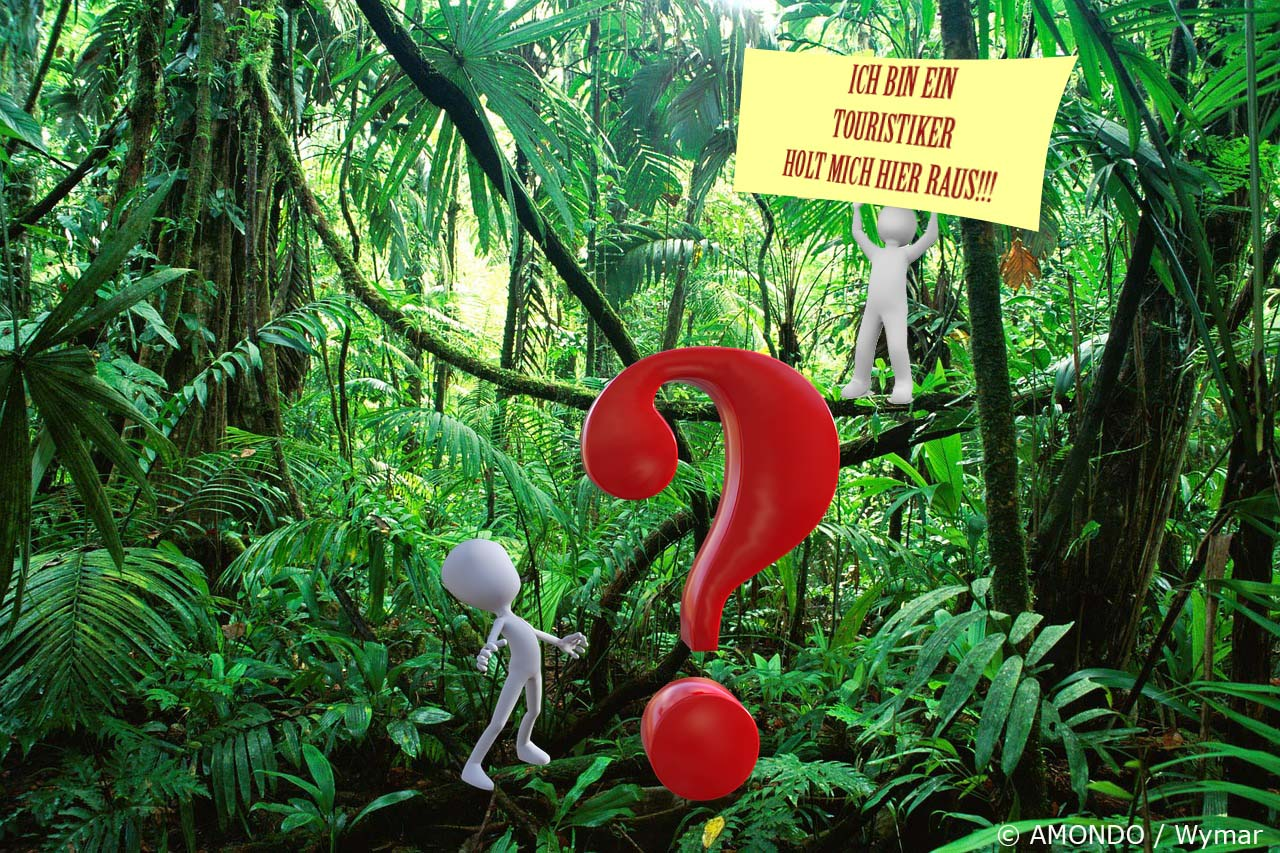 ICH BIN EIN
TOURISTIKER
HOLT MICH HIER RAUS!!!
© AMONDO / Wymar